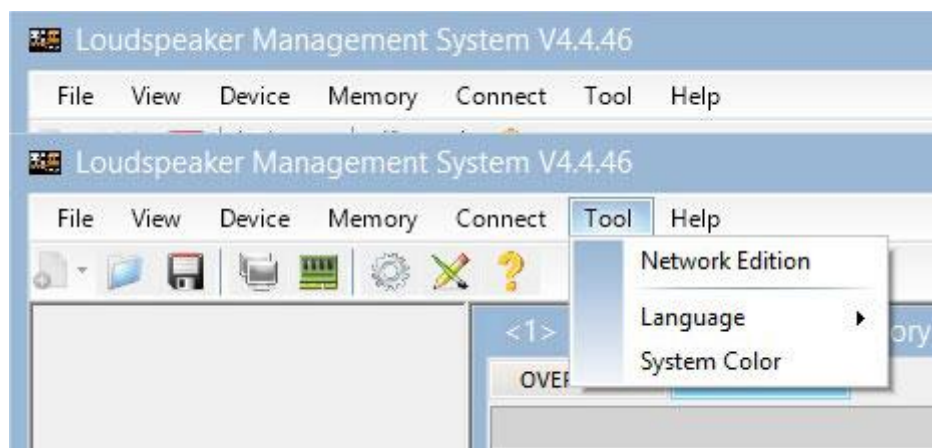 Loudspeaker Management System V4.4.46
File View Device Memory Connect Tool Help
Loudspeaker Management System V4.4.46
File View Device Memory Connect Tool Help
Network Edition
Language
System Color
<1>